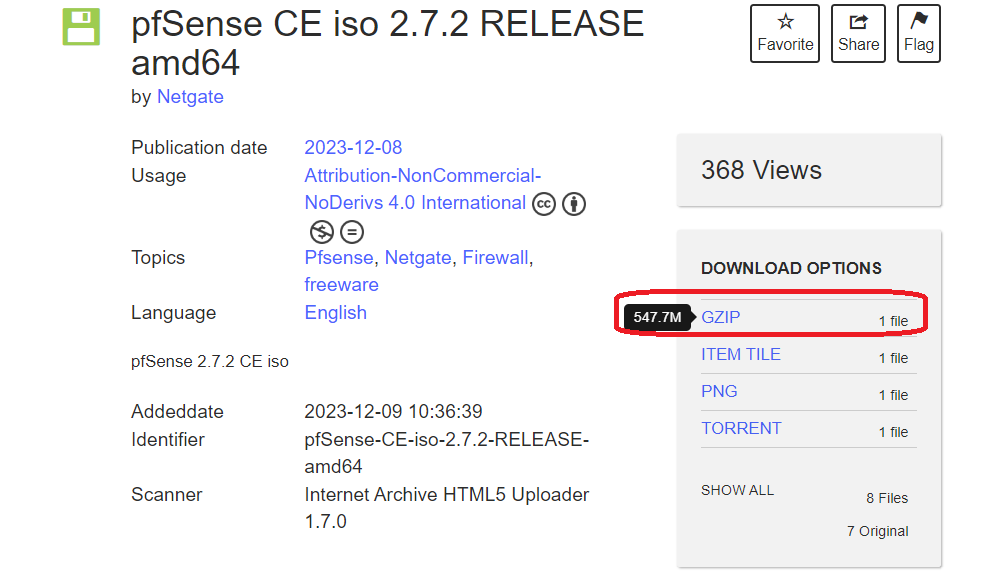 pfSense CE iso 2.7.2 RELEASE
amd64
by Netgate
Favorite
Share
Flag
Publication date 2023-12-08
Usage Attribution-NonCommercial-
NoDerivs 4.0 International cc
Topics Pfsense, Netgate, Firewall,
freeware
Language English
pfSense 2.7.2 CE iso
Addeddate 2023-12-09 10:36:39
Identifier pfSense-CE-iso-2.7.2-RELEASE-
amd64
Scanner Internet Archive HTML5 Uploader
1.7.0
368 Views
DOWNLOAD OPTIONS
547.7M GZIP 1 file
ITEM TILE 1 file
PNG 1 file
TORRENT 1 file
SHOW ALL 8 Files
7 Original